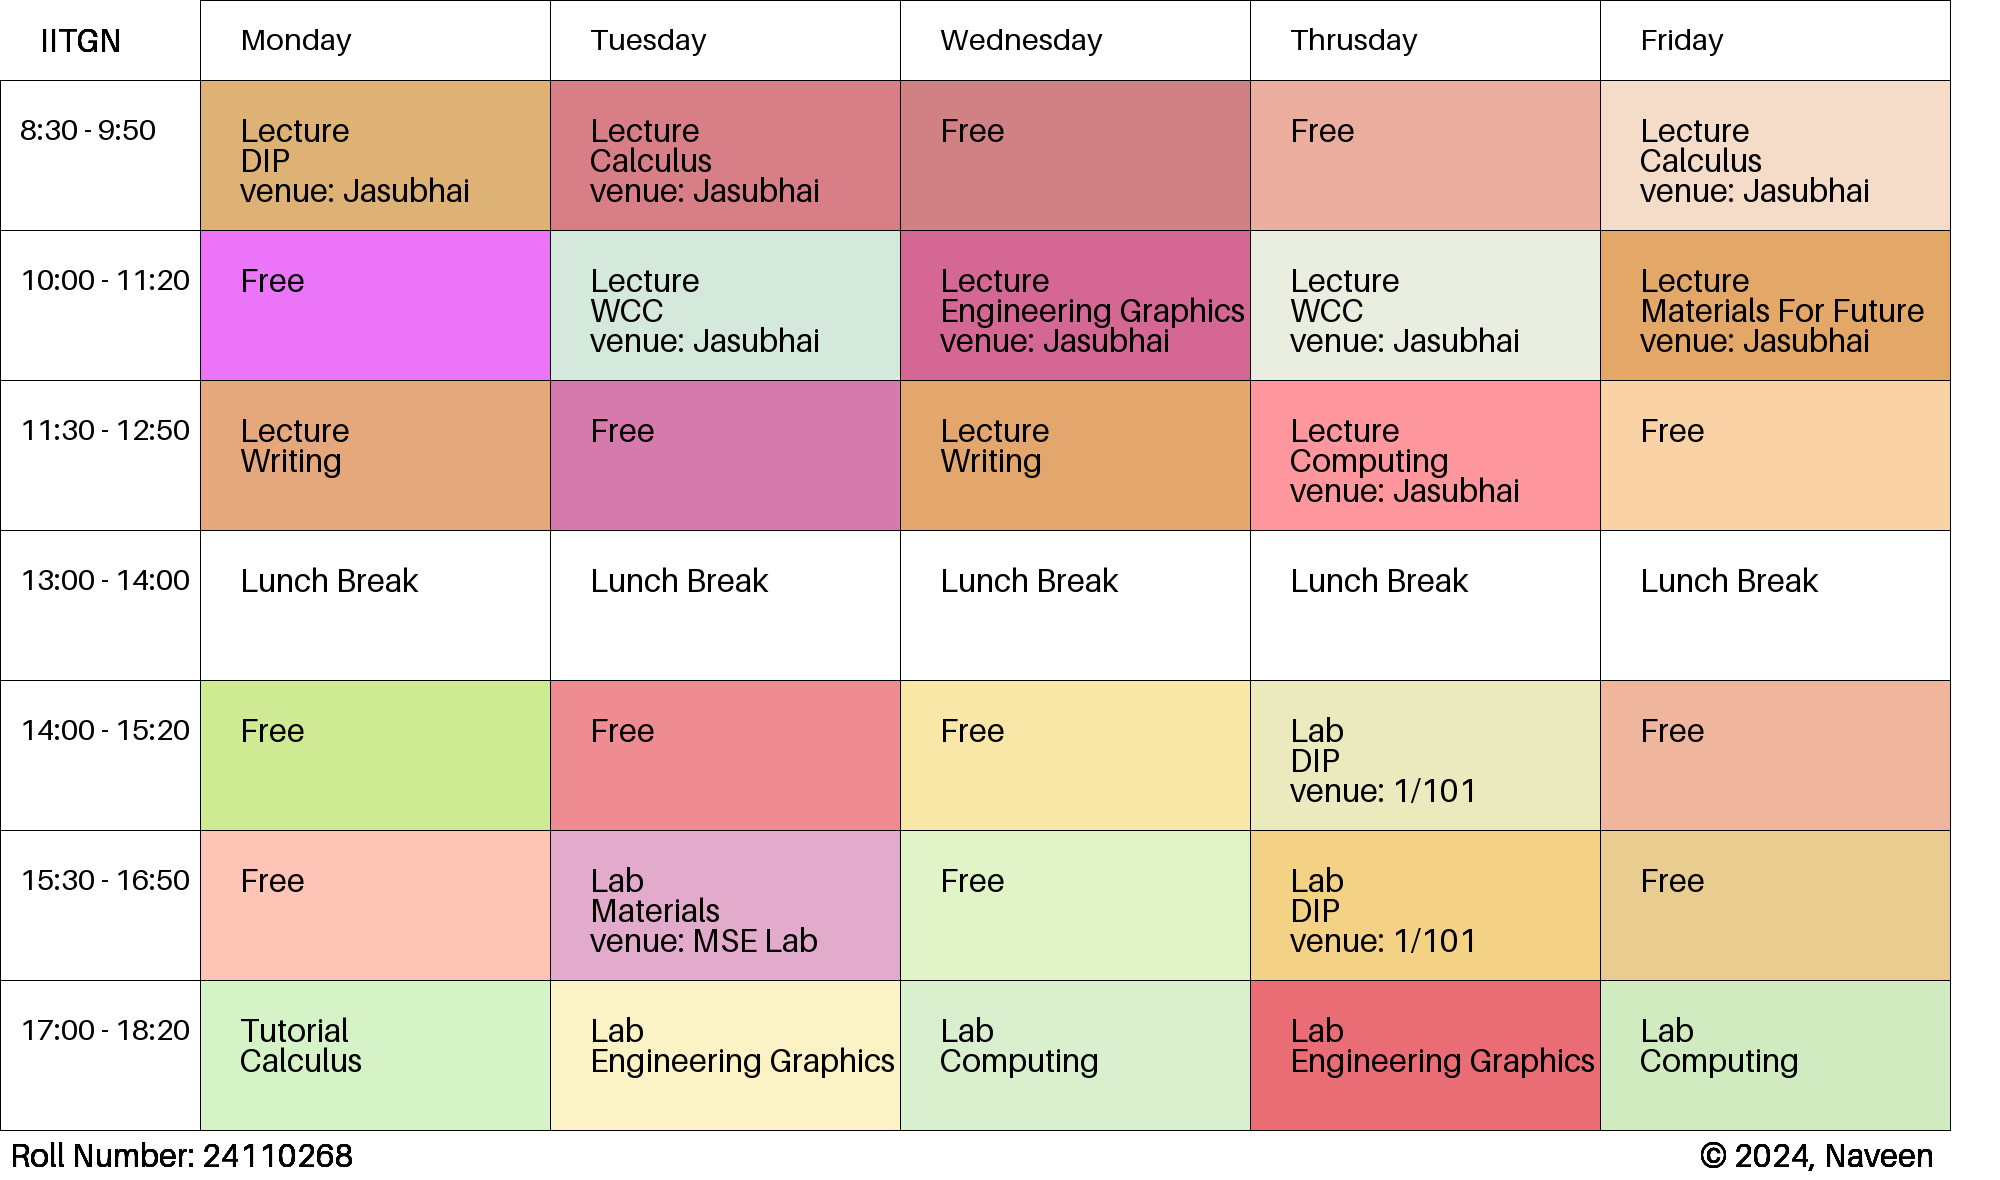 IITGN Monday Tuesday Wednesday Thrusday Friday
8:30 - 9:50
Lecture
DIP
venue: Jasubhai
Lecture
Calculus
venue: Jasubhai
Free
Free
Lecture
Calculus
venue: Jasubhai
10:00 - 11:20
Free
Lecture
WCC
venue: Jasubhai
Lecture
Engineering Graphics
venue: Jasubhai
Lecture
WCC
venue: Jasubhai
Lecture
Materials For Future
venue: Jasubhai
11:30 - 12:50
Lecture
Writing
Free
Lecture
Writing
Lecture
Computing
venue: Jasubhai
Free
13:00 - 14:00
Lunch Break
Lunch Break
Lunch Break
Lunch Break
Lunch Break
14:00 - 15:20
Free
Free
Free
Lab
DIP
venue: 1/101
Free
15:30 - 16:50
Free
Lab
Materials
venue: MSE Lab
Free
Lab
DIP
venue: 1/101
Free
17:00 - 18:20
Tutorial
Calculus
Lab
Engineering Graphics
Lab
Computing
Lab
Engineering Graphics
Lab
Computing
Roll Number: 24110268
© 2024, Naveen